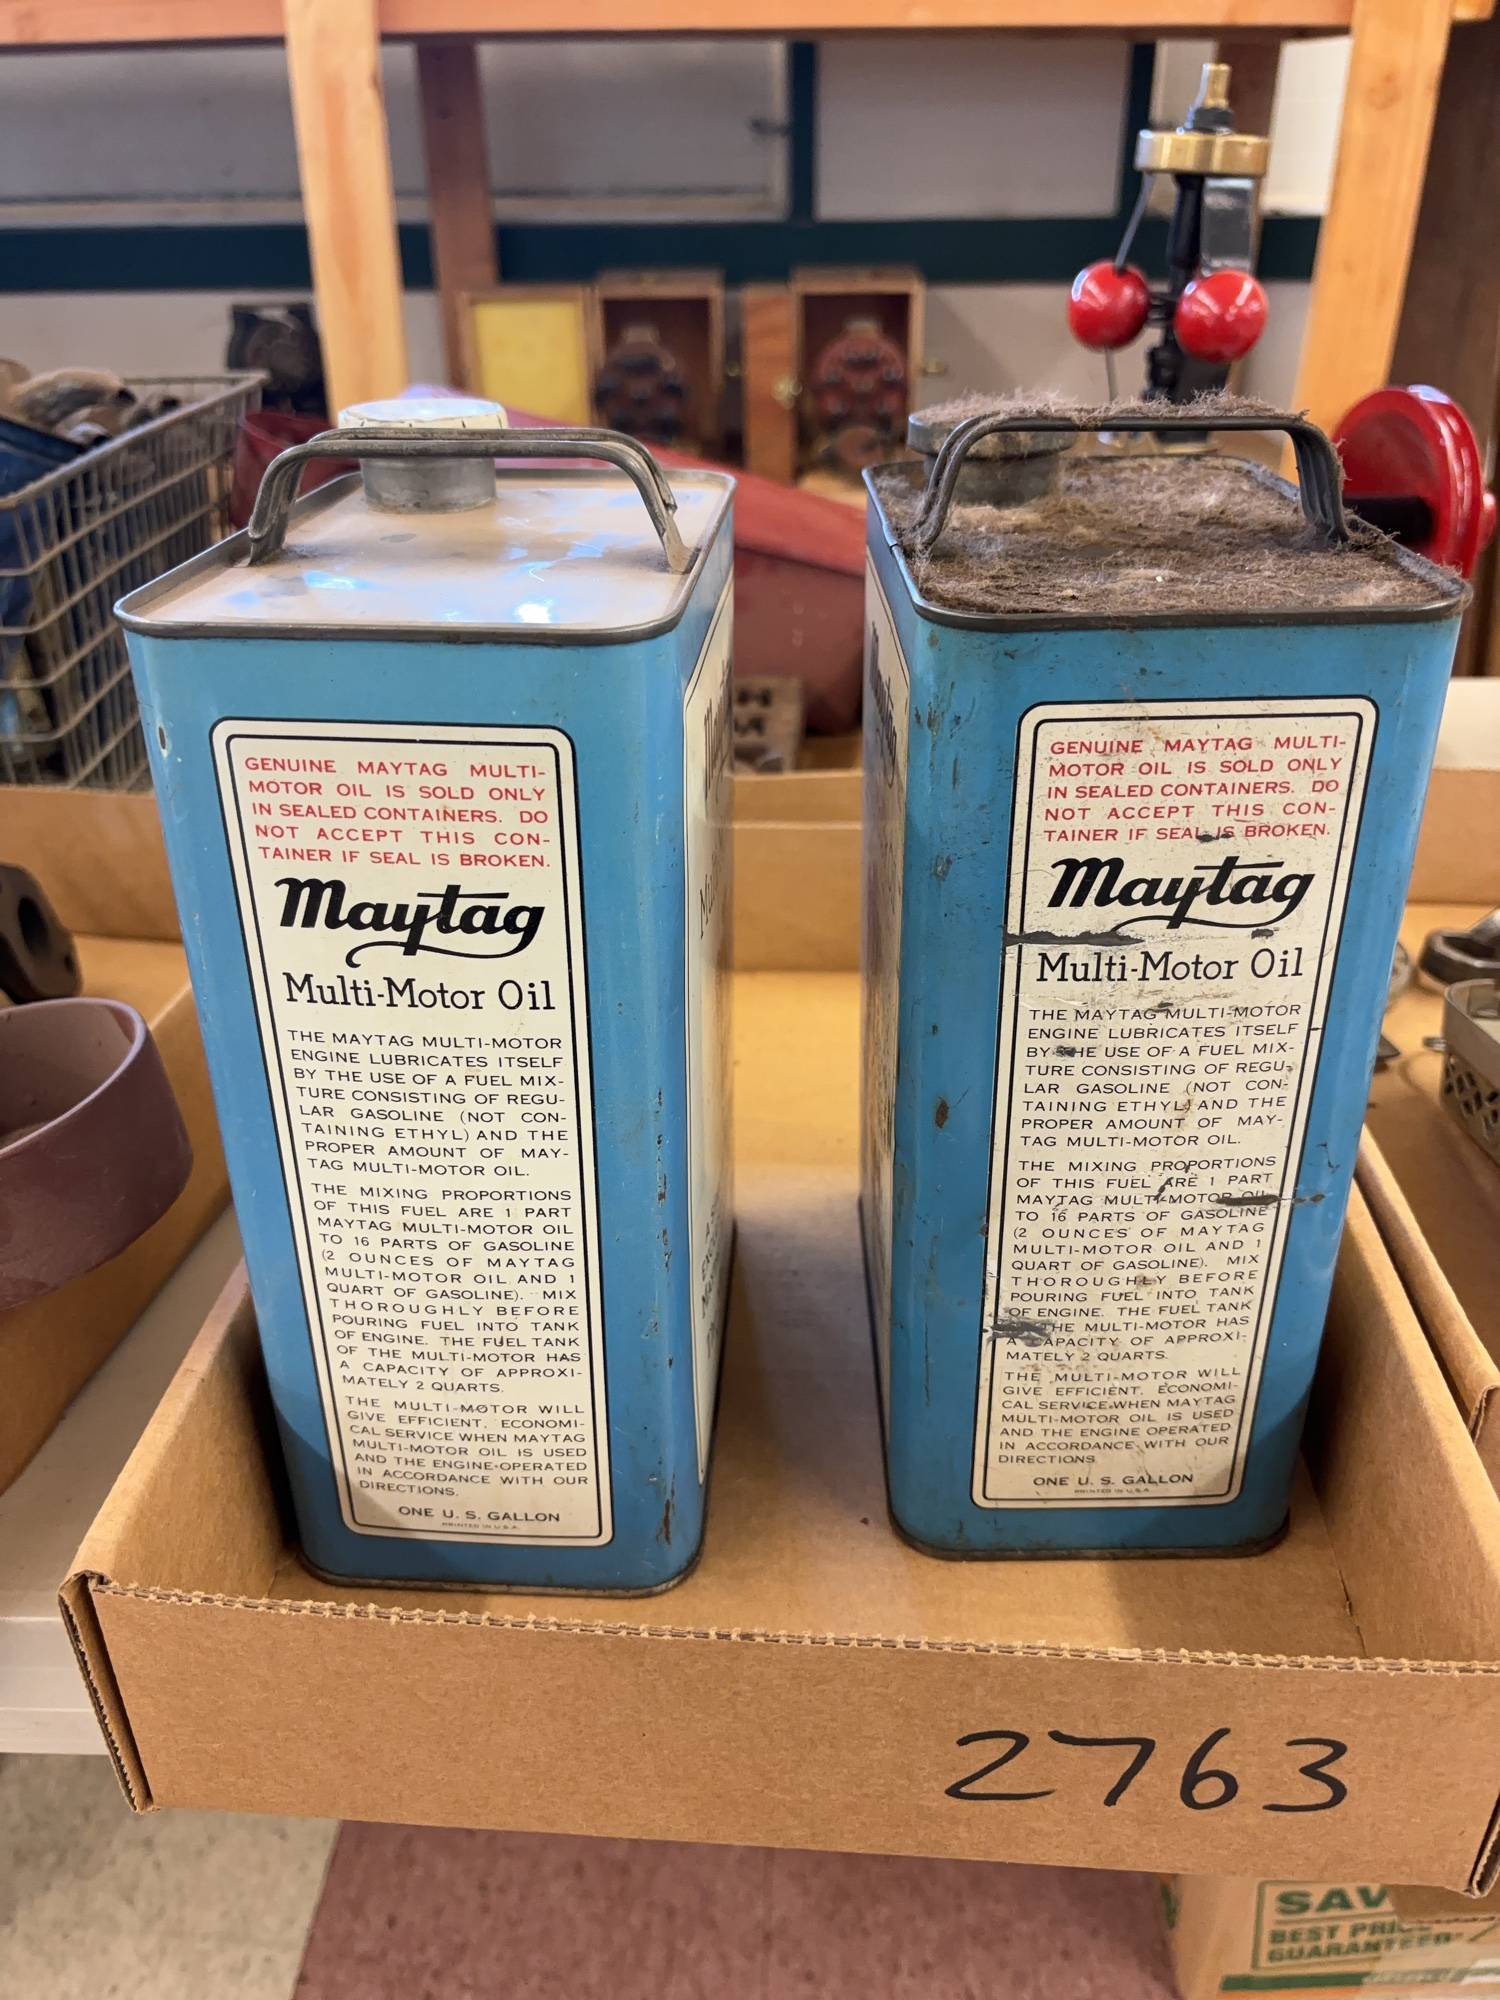 GENUINE MAYTAG MULTI-
MOTOR OIL IS SOLD ONLY
IN SEALED CONTAINERS. DO
NOT ACCEPT THIS CON-
TAINER IF SEAL IS BROKEN.
Maytag
Multi-Motor Oil
THE MAYTAG MULTI-MOTOR
ENGINE LUBRICATES ITSELF
BY THE USE OF A FUEL MIX-
TURE CONSISTING OF REGU-
LAR GASOLINE (NOT CON-
TAINING ETHYL) AND THE
PROPER AMOUNT OF MAY-
TAG MULTI-MOTOR OIL.
THE MIXING PROPORTIONS
OF THIS FUEL ARE 1 PART
MAYTAG MULTI-MOTOR OIL
TO 16 PARTS OF GASOLINE
(2 OUNCES OF MAYTAG
MULTI-MOTOR OIL AND 1
QUART OF GASOLINE). MIX
THOROUGHLY BEFORE
POURING FUEL INTO TANK
OF ENGINE. THE FUEL TANK
OF THE MULTI-MOTOR HAS
A CAPACITY OF APPROXI-
MATELY 2 QUARTS.
THE MULTI-MOTOR WILL
GIVE EFFICIENT, ECONOMI-
CAL SERVICE WHEN MAYTAG
MULTI-MOTOR OIL IS USED
AND THE ENGINE OPERATED
IN ACCORDANCE WITH OUR
DIRECTIONS.
ONE U. S. GALLON
PRINTED IN U.S.A.
GENUINE MAYTAG MULTI-
MOTOR OIL IS SOLD ONLY
IN SEALED CONTAINERS. DO
NOT ACCEPT THIS CON-
TAINER IF SEAL IS BROKEN.
Maytag
Multi-Motor Oil
THE MAYTAG MULTI-MOTOR
ENGINE LUBRICATES ITSELF
BY THE USE OF A FUEL MIX-
TURE CONSISTING OF REGU-
LAR GASOLINE (NOT CON-
TAINING ETHYL) AND THE
PROPER AMOUNT OF MAY-
TAG MULTI-MOTOR OIL.
THE MIXING PROPORTIONS
OF THIS FUEL ARE 1 PART
MAYTAG MULTI-MOTOR OIL
TO 16 PARTS OF GASOLINE
(2 OUNCES OF MAYTAG
MULTI-MOTOR OIL AND 1
QUART OF GASOLINE). MIX
THOROUGHLY BEFORE
POURING FUEL INTO TANK
OF ENGINE. THE FUEL TANK
THE MULTI-MOTOR HAS
A CAPACITY OF APPROXI-
MATELY 2 QUARTS.
THE MULTI-MOTOR WILL
GIVE EFFICIENT, ECONOMI-
CAL SERVICE WHEN MAYTAG
MULTI-MOTOR OIL IS USED
AND THE ENGINE OPERATED
IN ACCORDANCE WITH OUR
DIRECTIONS
ONE U. S. GALLON
PRINTED IN U.S.A.
2763
SAV
BEST PRICE
GUARANTEED